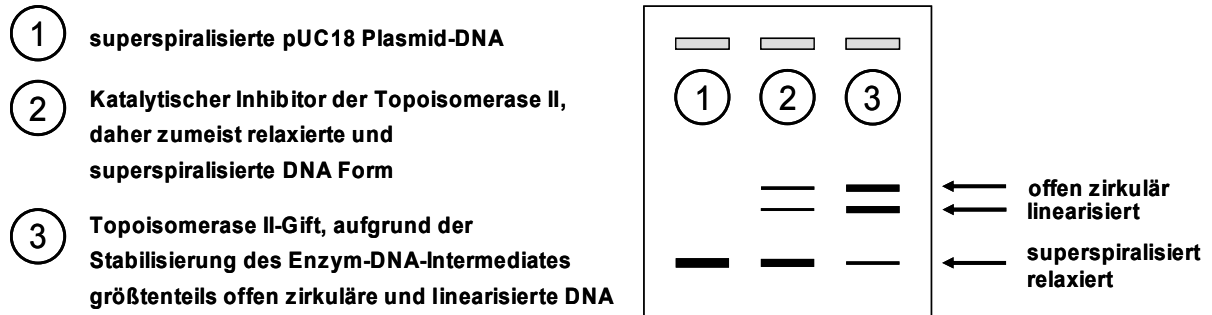 1 superspiralisierte pUC18 Plasmid-DNA
2 Katalytischer Inhibitor der Topoisomerase II,
daher zumeist relaxierte und
superspiralisierte DNA Form
3 Topoisomerase II-Gift, aufgrund der
Stabilisierung des Enzym-DNA-Intermediates
größtenteils offen zirkuläre und linearisierte DNA
1 2 3
offen zirkulär
linearisiert
superspiralisiert
relaxiert